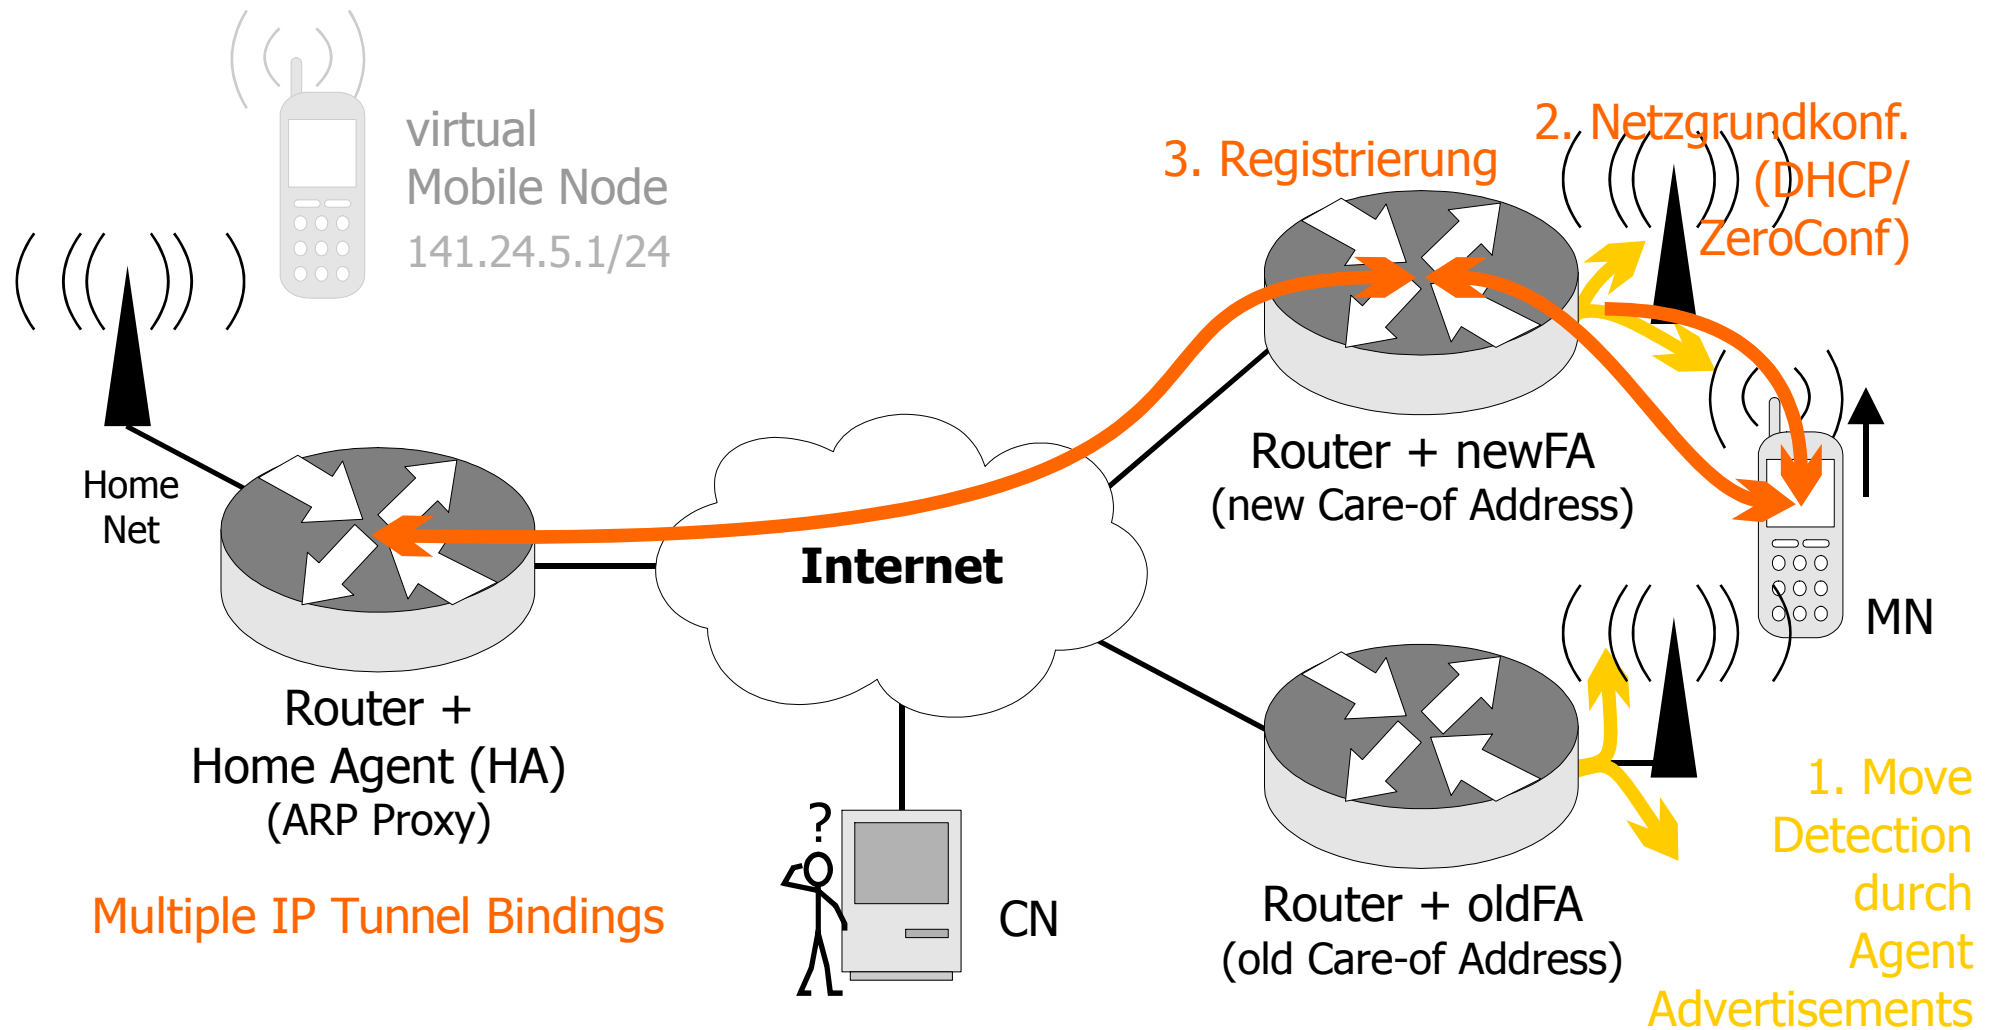 virtual
Mobile Node
141.24.5.1/24
3. Registrierung
2. Netzgrundkonf.
(DHCP/
ZeroConf)
Home
Net
Router + newFA
(new Care-of Address)
Internet
MN
Router +
Home Agent (HA)
(ARP Proxy)
?
CN
Multiple IP Tunnel Bindings
Router + oldFA
(old Care-of Address)
1. Move
Detection
durch
Agent
Advertisements